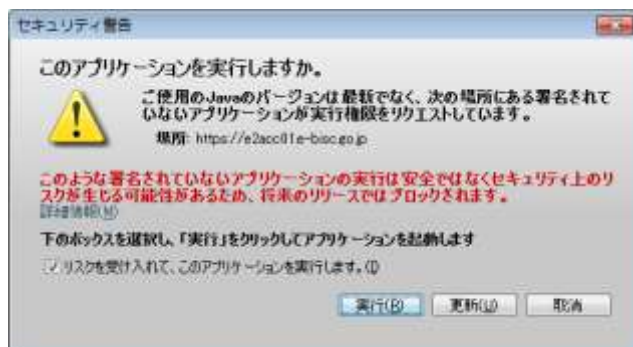 セキュリティ警告
このアプリケーションを実行しますか。
ご使用のJavaのバージョンは最新でなく、次の場所にある署名されて
いないアプリケーションが実行権限をリクエストしています。
場所: https://e2acc01e-bisc.go.jp
このような署名されていないアプリケーションの実行は安全ではなくセキュリティ上のリ
スクが生じる可能性があるため、将来のリリースではブロックされます。
詳細情報(M)
下のボックスを選択し、「実行」をクリックしてアプリケーションを起動します
リスクを受け入れて、このアプリケーションを実行します。(I)
実行(R) 更新(U) 取消